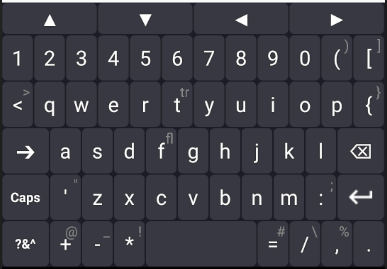 ▲ ▼ ◀ ▶
1 2 3 4 5 6 7 8 9 0 ( ) [ ]
< > q w e r t tr y u i o p { }
→ a s d f fl g h j k l ⌫
Caps ' " z x c v b n m : ; ↵
?&^ + @ - _ * ! = # / \ , % .